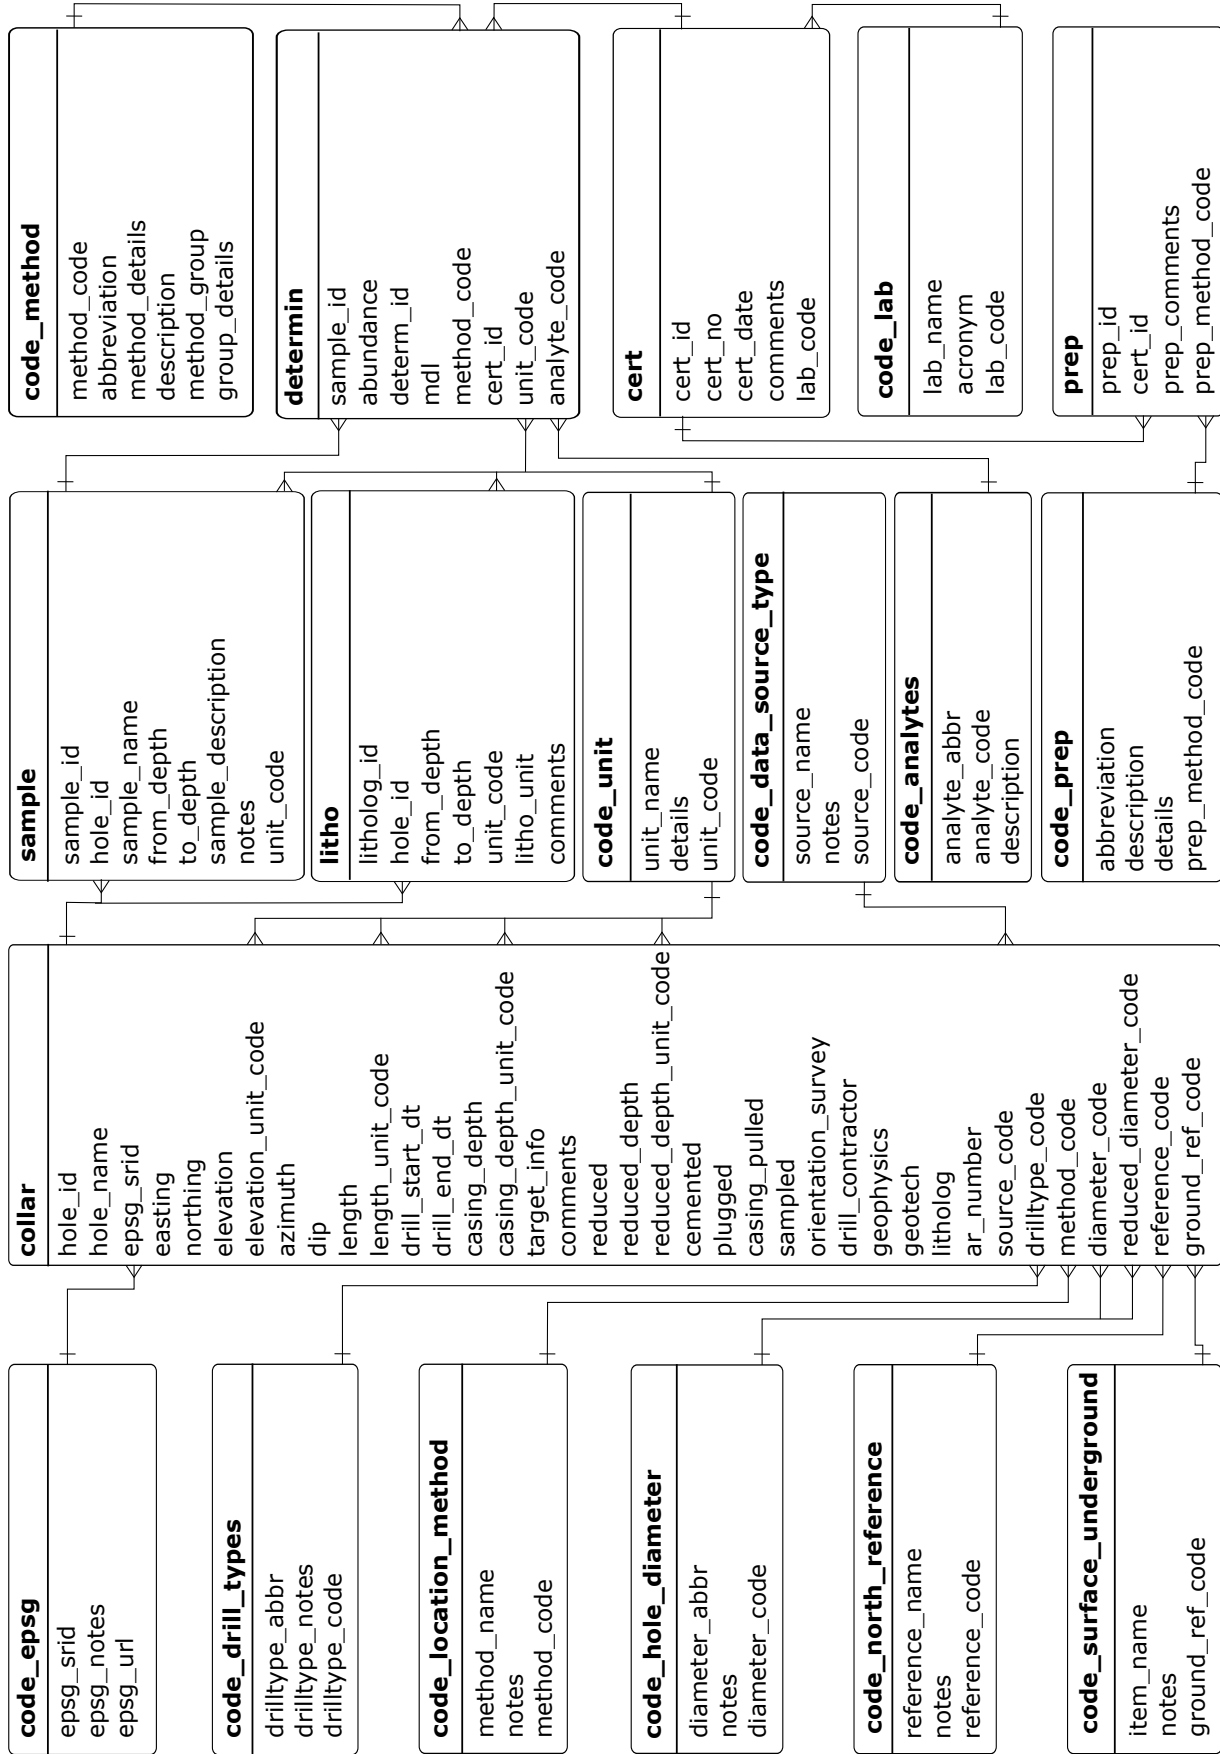 code_epsg
epsg_srid
epsg_notes
epsg_url
code_drill_types
drilltype_abbr
drilltype_notes
drilltype_code
code_location_method
method_name
notes
method_code
code_hole_diameter
diameter_abbr
notes
diameter_code
code_north_reference
reference_name
notes
reference_code
code_surface_underground
item_name
notes
ground_ref_code
collar
hole_id
hole_name
epsg_srid
easting
northing
elevation
elevation_unit_code
azimuth
dip
length
length_unit_code
drill_start_dt
drill_end_dt
casing_depth
casing_depth_unit_code
target_info
comments
reduced
reduced_depth
reduced_depth_unit_code
cemented
plugged
casing_pulled
sampled
orientation_survey
drill_contractor
geophysics
geotech
litholog
ar_number
source_code
drilltype_code
method_code
diameter_code
reduced_diameter_code
reference_code
ground_ref_code
sample
sample_id
hole_id
sample_name
from_depth
to_depth
sample_description
notes
unit_code
litho
litholog_id
hole_id
from_depth
to_depth
unit_code
litho_unit
comments
code_unit
unit_name
details
unit_code
code_data_source_type
source_name
notes
source_code
code_analytes
analyte_abbr
analyte_code
description
code_prep
abbreviation
description
details
prep_method_code
code_method
method_code
abbreviation
method_details
description
method_group
group_details
determin
sample_id
abundance
determ_id
mdl
method_code
cert_id
unit_code
analyte_code
cert
cert_id
cert_no
cert_date
comments
lab_code
code_lab
lab_name
acronym
lab_code
prep
prep_id
cert_id
prep_comments
prep_method_code